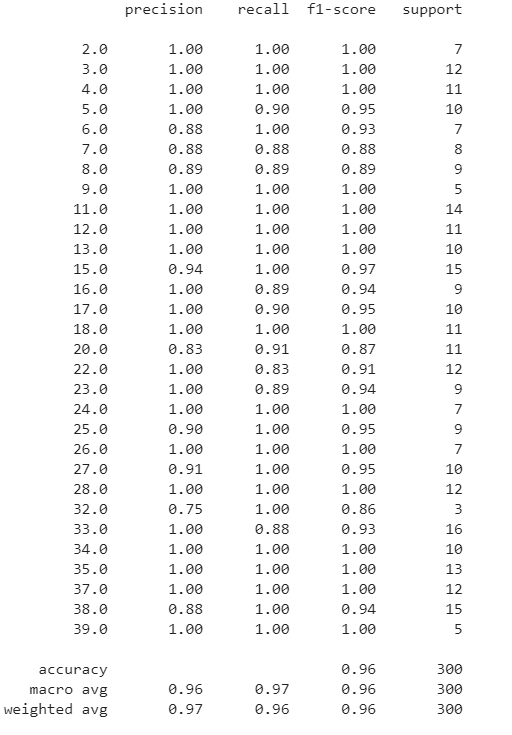 precision recall f1-score support
2.0 1.00 1.00 1.00 7
3.0 1.00 1.00 1.00 12
4.0 1.00 1.00 1.00 11
5.0 1.00 0.90 0.95 10
6.0 0.88 1.00 0.93 7
7.0 0.88 0.88 0.88 8
8.0 0.89 0.89 0.89 9
9.0 1.00 1.00 1.00 5
11.0 1.00 1.00 1.00 14
12.0 1.00 1.00 1.00 11
13.0 1.00 1.00 1.00 10
15.0 0.94 1.00 0.97 15
16.0 1.00 0.89 0.94 9
17.0 1.00 0.90 0.95 10
18.0 1.00 1.00 1.00 11
20.0 0.83 0.91 0.87 11
22.0 1.00 0.83 0.91 12
23.0 1.00 0.89 0.94 9
24.0 1.00 1.00 1.00 7
25.0 0.90 1.00 0.95 9
26.0 1.00 1.00 1.00 7
27.0 0.91 1.00 0.95 10
28.0 1.00 1.00 1.00 12
32.0 0.75 1.00 0.86 3
33.0 1.00 0.88 0.93 16
34.0 1.00 1.00 1.00 10
35.0 1.00 1.00 1.00 13
37.0 1.00 1.00 1.00 12
38.0 0.88 1.00 0.94 15
39.0 1.00 1.00 1.00 5
accuracy 0.96 300
macro avg 0.96 0.97 0.96 300
weighted avg 0.97 0.96 0.96 300